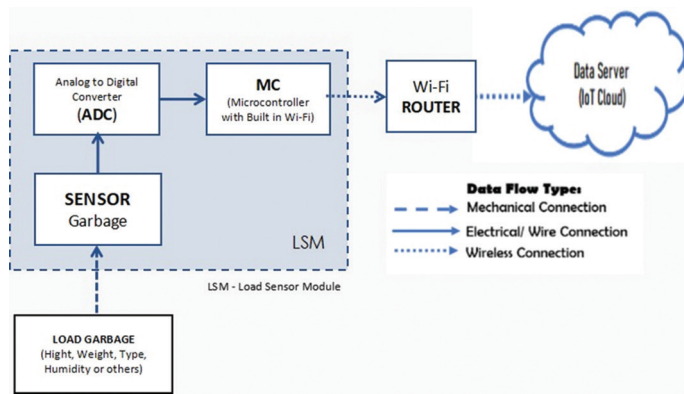 Analog to Digital
Converter
(ADC)
MC
(Microcontroller
with Built in Wi-Fi)
Wi-Fi
ROUTER
Data Server
(IoT Cloud)
SENSOR
Garbage
LSM
LSM - Load Sensor Module
Data Flow Type:
Mechanical Connection
Electrical/ Wire Connection
Wireless Connection
LOAD GARBAGE
(Hight, Weight, Type,
Humidity or others)